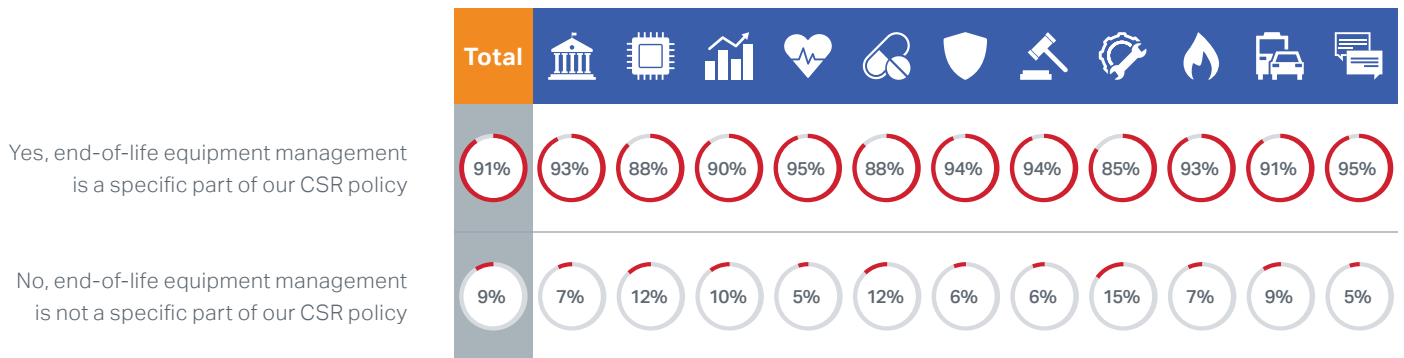 Total
Yes, end-of-life equipment management
is a specific part of our CSR policy
91% 93% 88% 90% 95% 88% 94% 94% 85% 93% 91% 95%
No, end-of-life equipment management
is not a specific part of our CSR policy
9% 7% 12% 10% 5% 12% 6% 6% 15% 7% 9% 5%